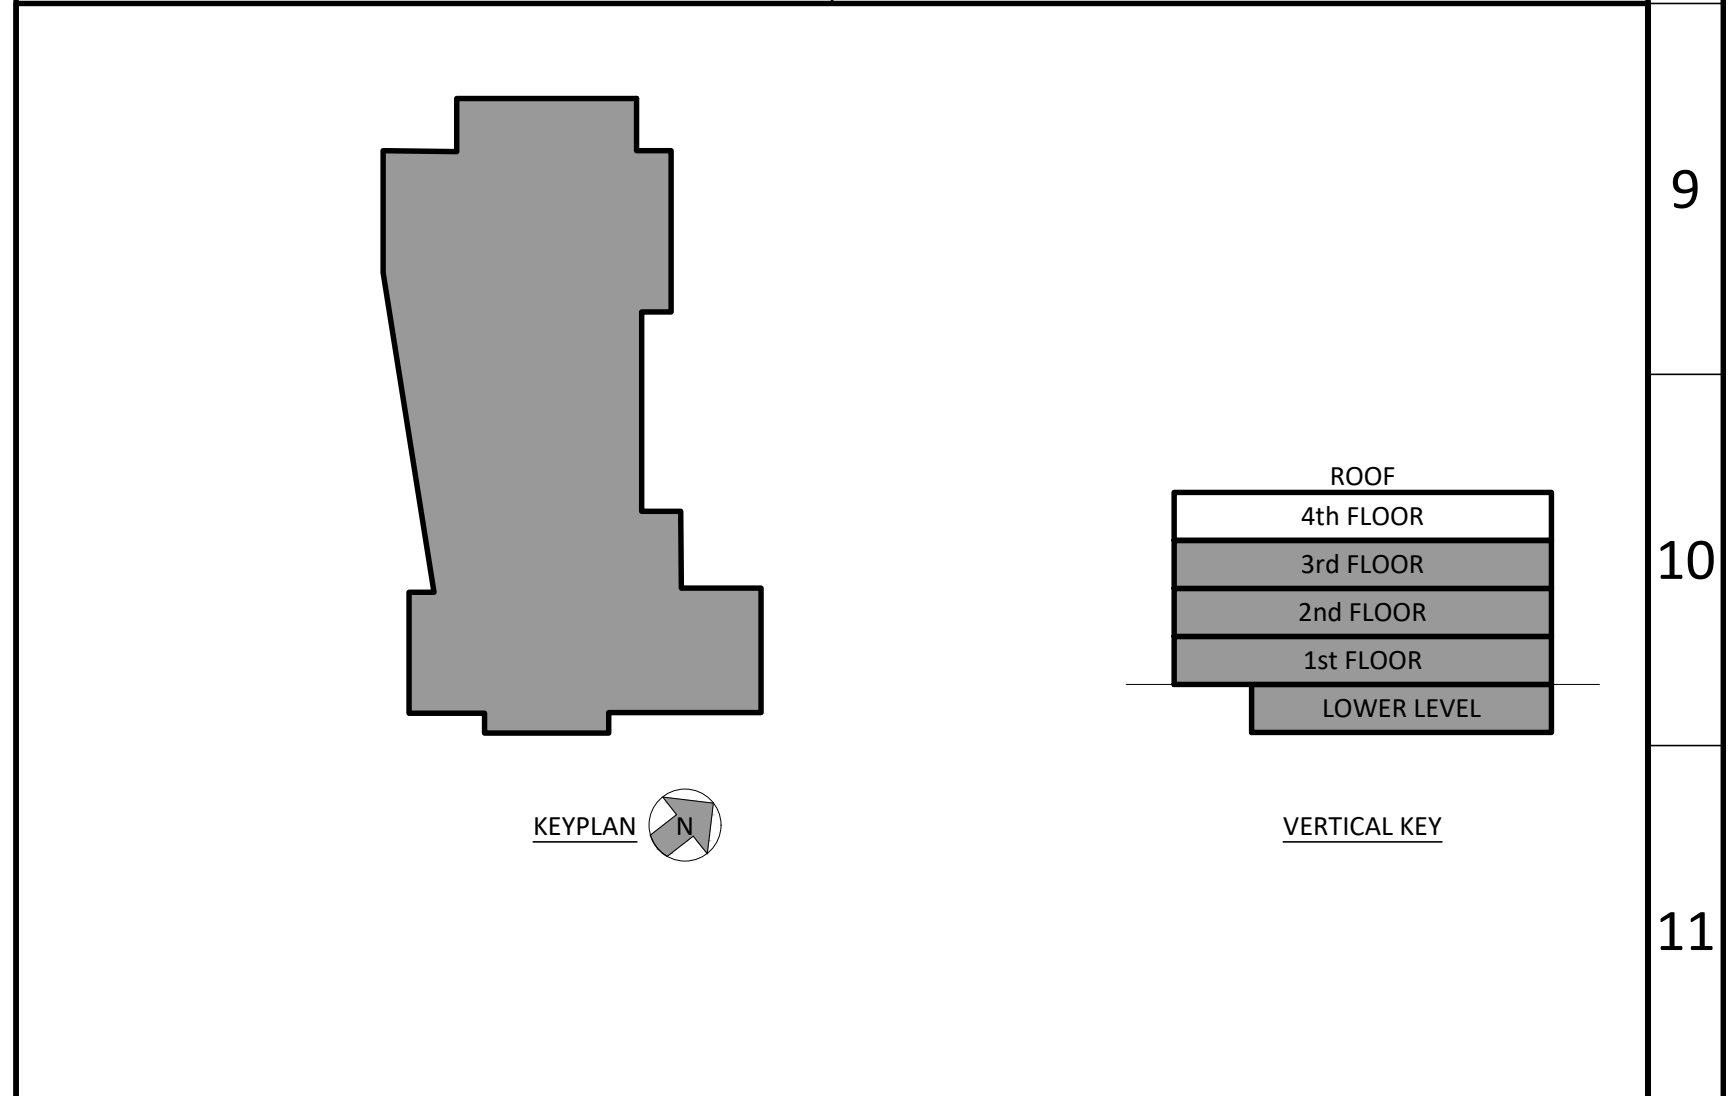 9
ROOF
4th FLOOR
10
3rd FLOOR
2nd FLOOR
1st FLOOR
LOWER LEVEL
KEYPLAN N
VERTICAL KEY
11